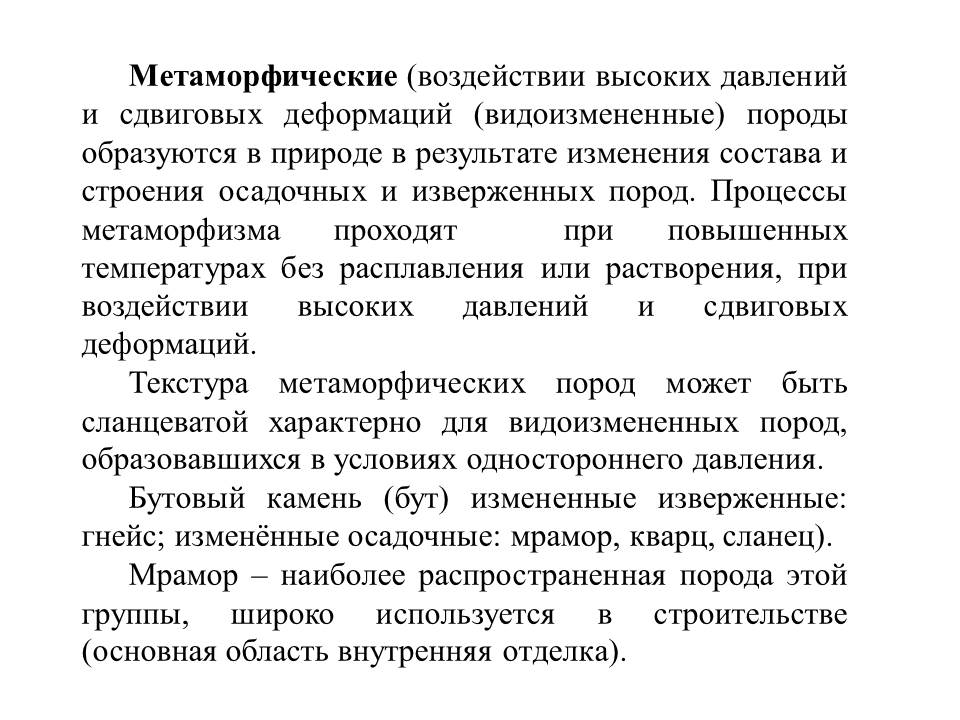 Метаморфические (воздействии высоких давлений
и сдвиговых деформаций (видоизмененные) породы
образуются в природе в результате изменения состава и
строения осадочных и изверженных пород. Процессы
метаморфизма проходят при повышенных
температурах без расплавления или растворения, при
воздействии высоких давлений и сдвиговых
деформаций.
Текстура метаморфических пород может быть
сланцеватой характерно для видоизмененных пород,
образовавшихся в условиях одностороннего давления.
Бутовый камень (бут) измененные изверженные:
гнейс; изменённые осадочные: мрамор, кварц, сланец).
Мрамор – наиболее распространенная порода этой
группы, широко используется в строительстве
(основная область внутренняя отделка).